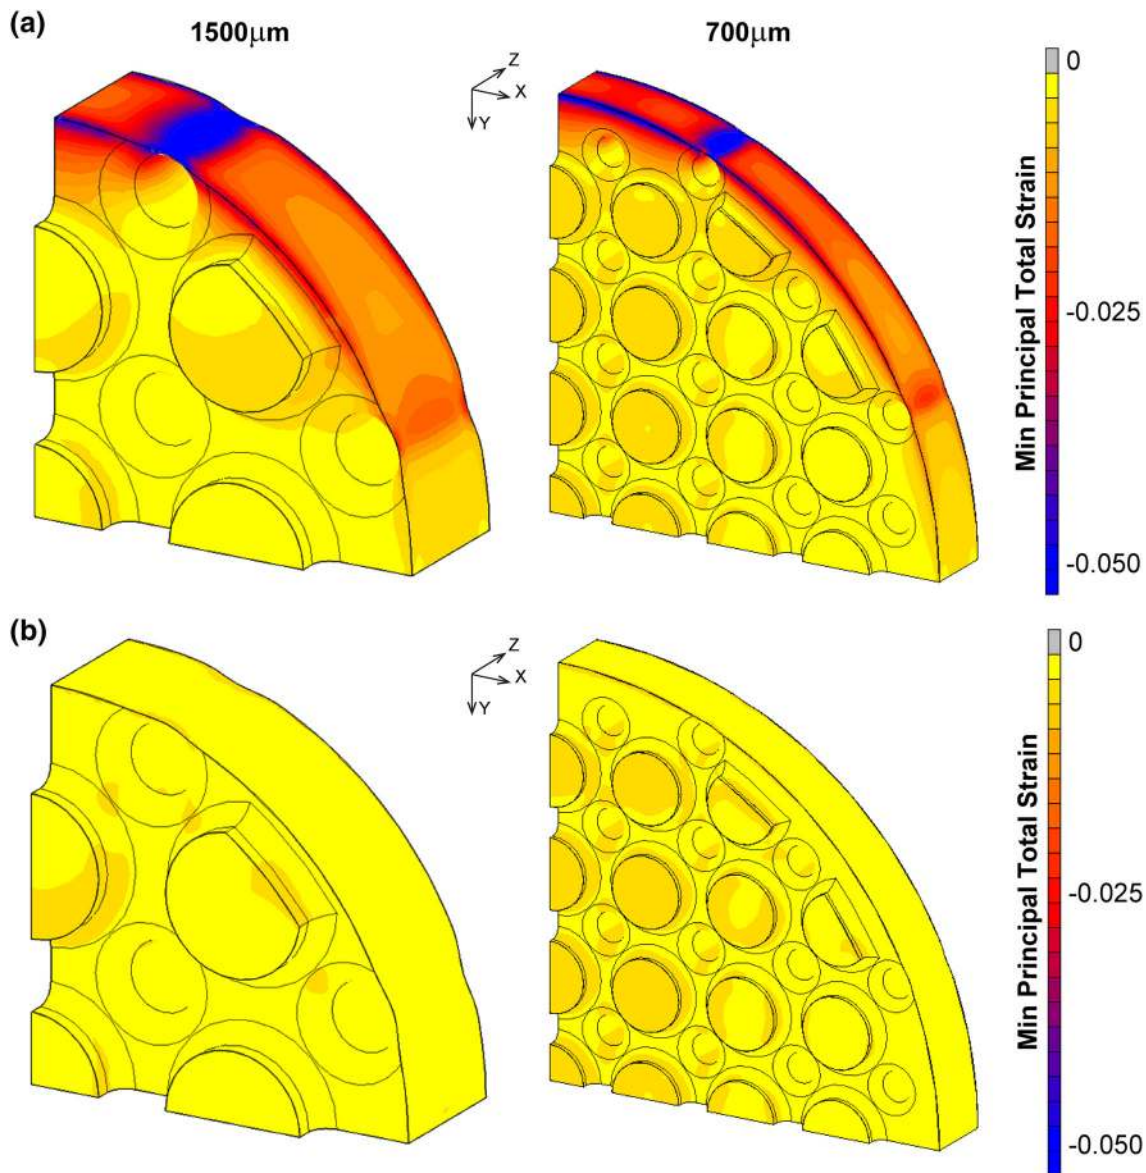 (a)
1500μm
700μm
Z
X
Y
0
-0.025
-0.050
Min Principal Total Strain
(b)
Z
X
Y
0
-0.025
-0.050
Min Principal Total Strain